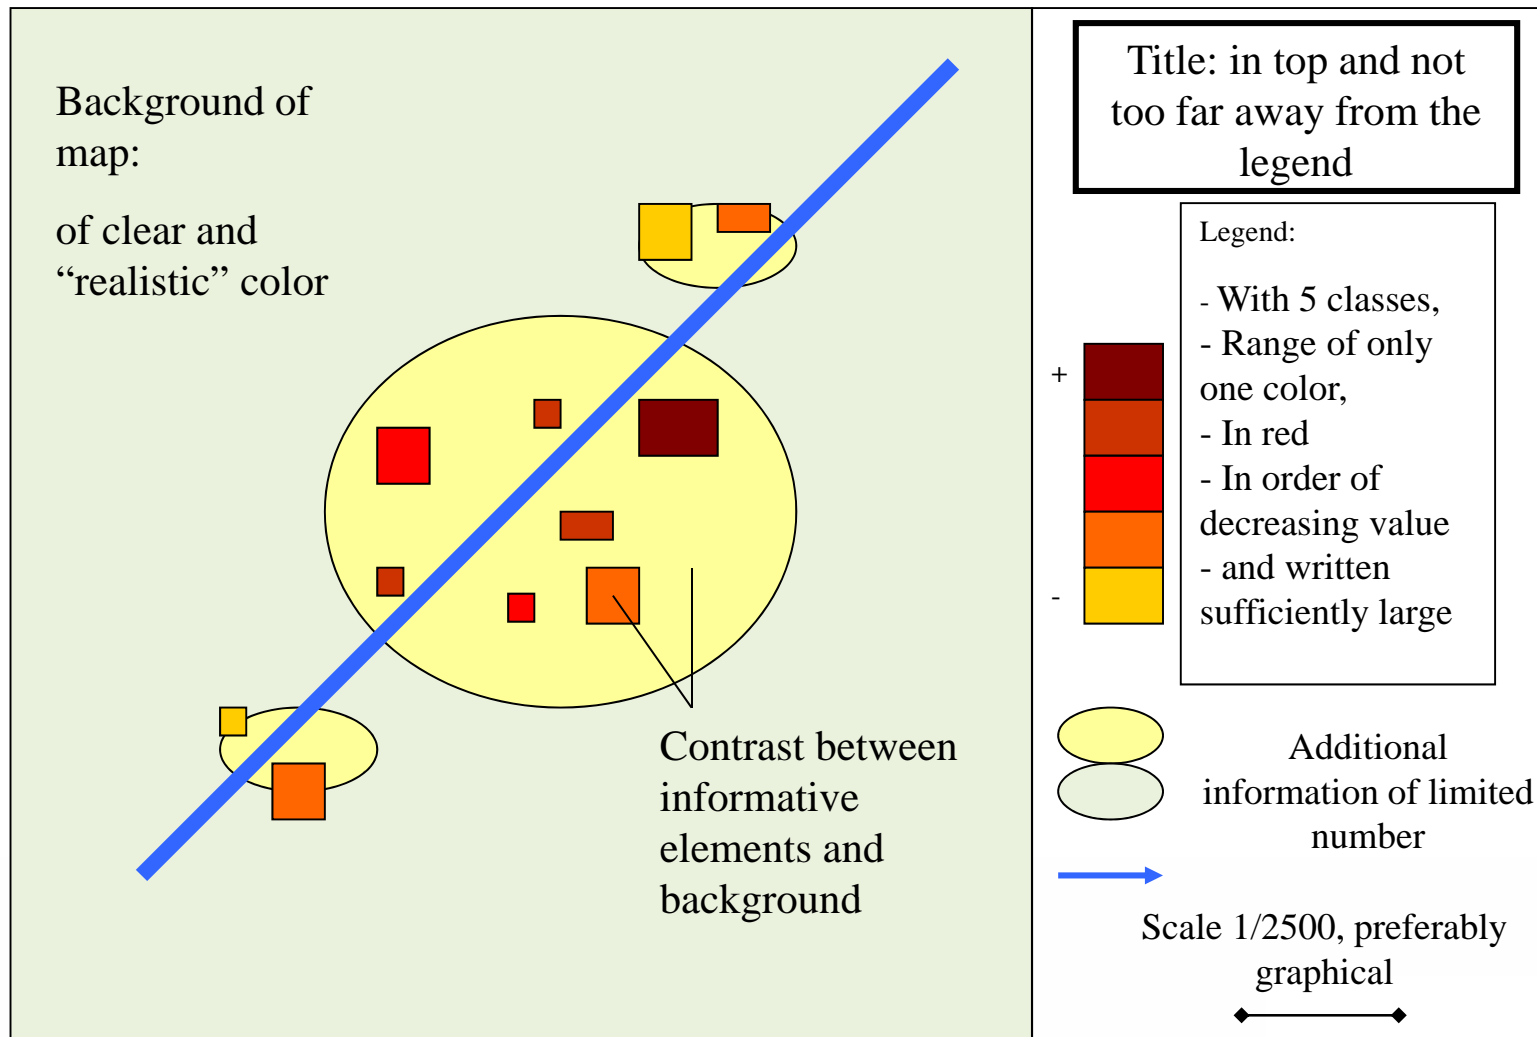 Background of
map:
of clear and
“realistic” color
Contrast between
informative
elements and
background
Title: in top and not
too far away from the
legend
Legend:
- With 5 classes,
- Range of only
one color,
- In red
- In order of
decreasing value
- and written
sufficiently large
+
-
Additional
information of limited
number
Scale 1/2500, preferably
graphical